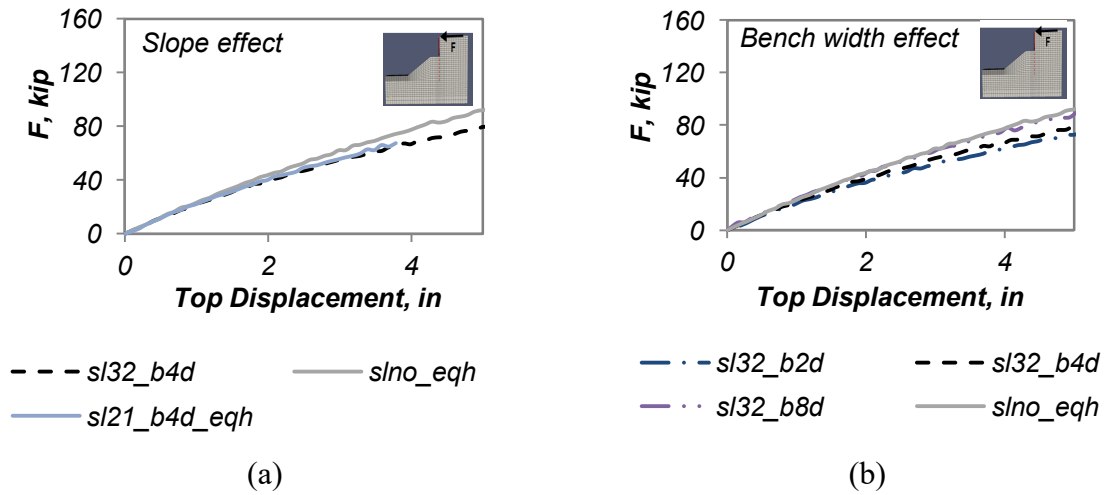 160
120
80
40
0
F, kip
Slope effect
F
0 2 4
Top Displacement, in
sl32_b4d slno_eqh
sl21_b4d_eqh
(a)
160
120
80
40
0
F, kip
Bench width effect
F
0 2 4
Top Displacement, in
sl32_b2d sl32_b4d
sl32_b8d slno_eqh
(b)